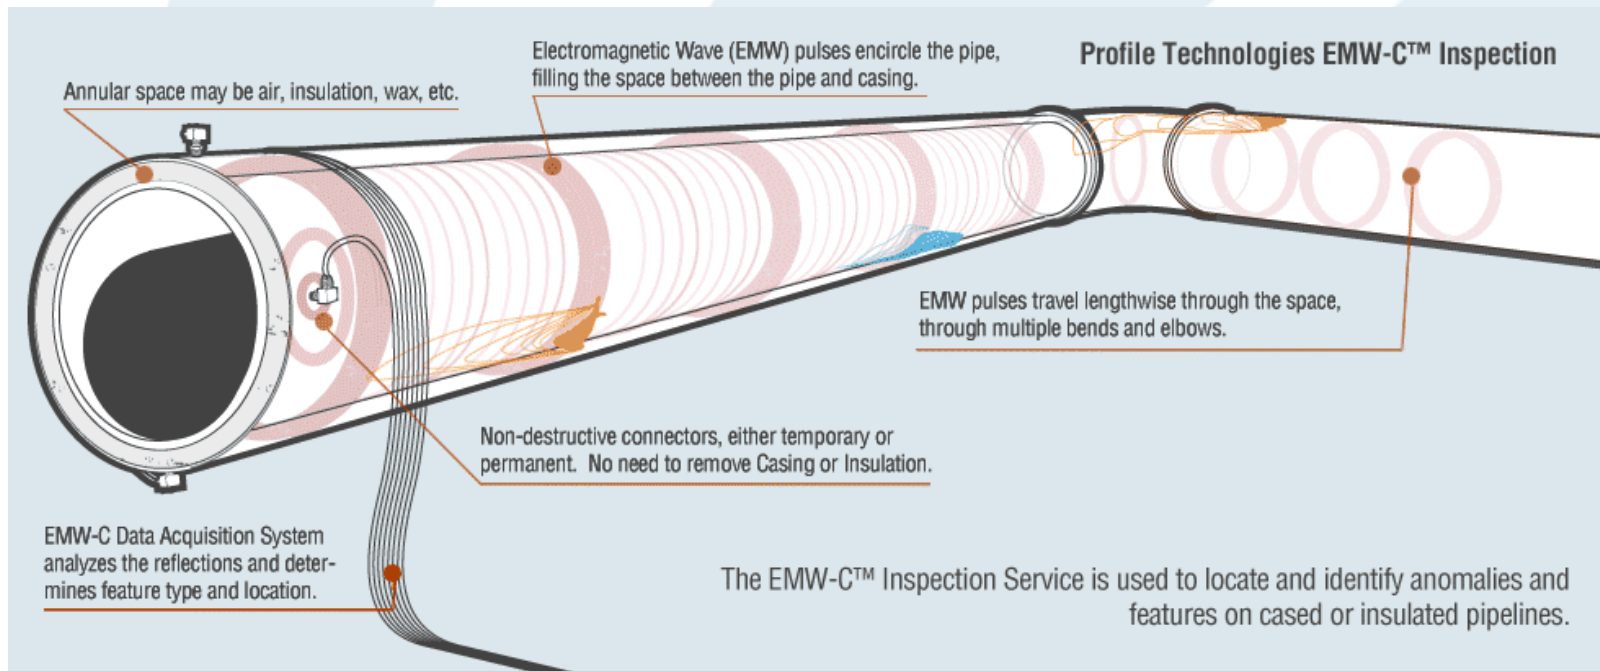 Profile Technologies EMW-C™ Inspection
Electromagnetic Wave (EMW) pulses encircle the pipe,
filling the space between the pipe and casing.
Annular space may be air, insulation, wax, etc.
EMW pulses travel lengthwise through the space,
through multiple bends and elbows.
Non-destructive connectors, either temporary or
permanent.  No need to remove Casing or Insulation.
EMW-C Data Acquisition System
analyzes the reflections and deter-
mines feature type and location.
The EMW-C™ Inspection Service is used to locate and identify anomalies and
features on cased or insulated pipelines.